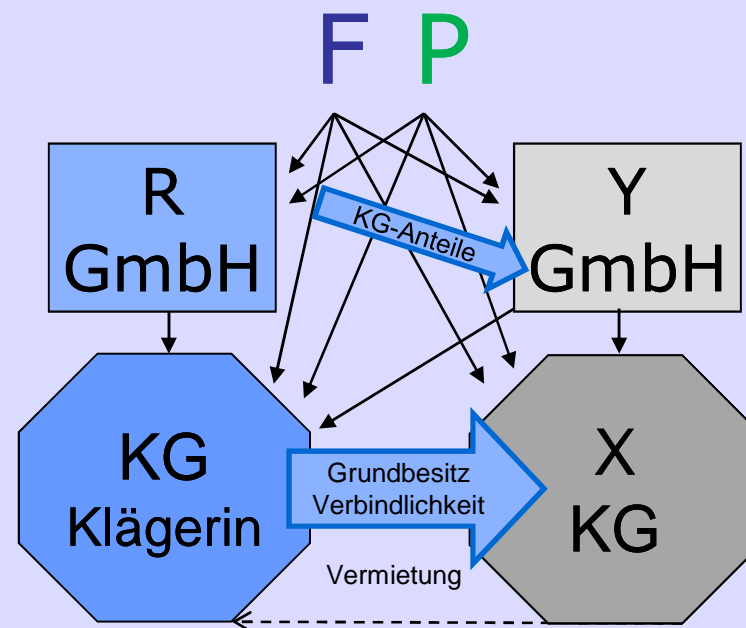 F P
R
GmbH
Y
GmbH
KG-Anteile
KG
Klägerin
Grundbesitz
Verbindlichkeit
X
KG
Vermietung